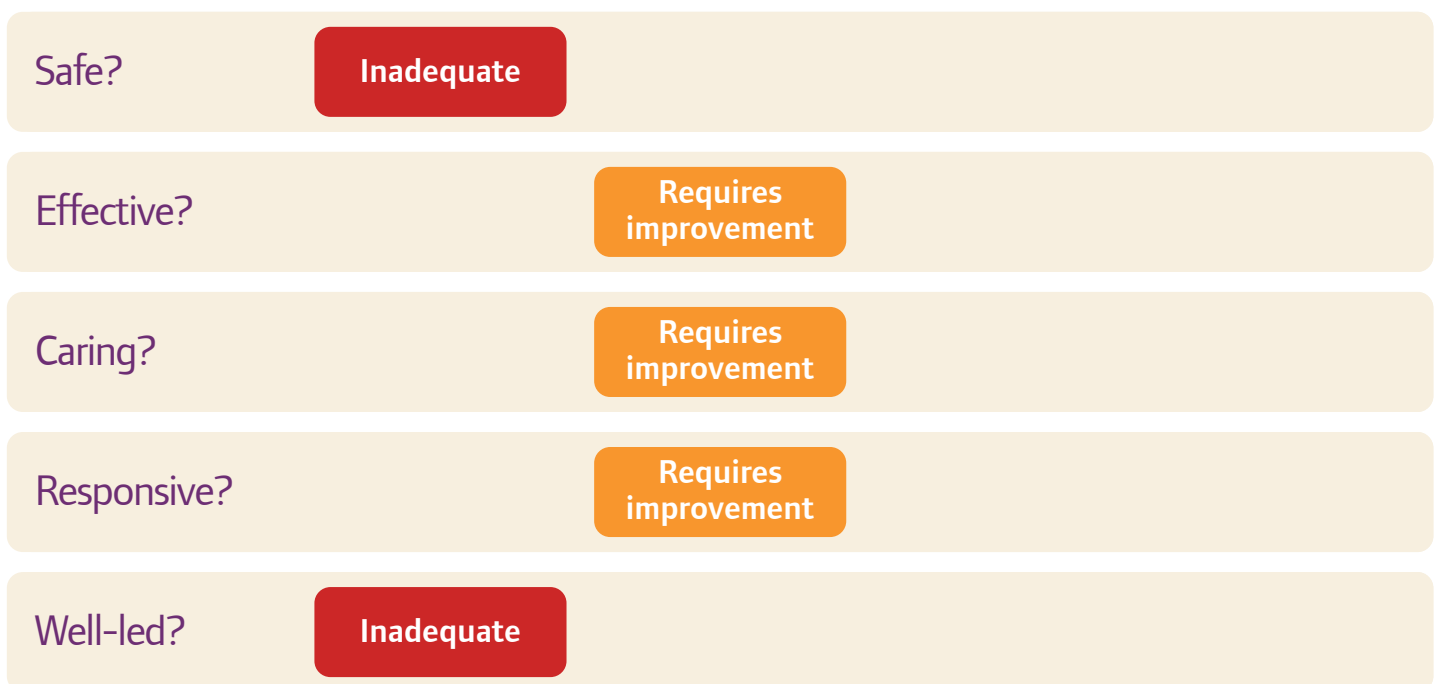 Safe?
Inadequate
Effective?
Requires
improvement
Caring?
Requires
improvement
Responsive?
Requires
improvement
Well-led?
Inadequate